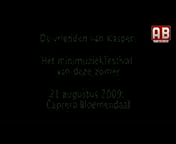 AB
De vrienden van Kasper:
Het minimuziekfestival
van deze zomer
21 augustus 2009:
Caprera Bloemendaal